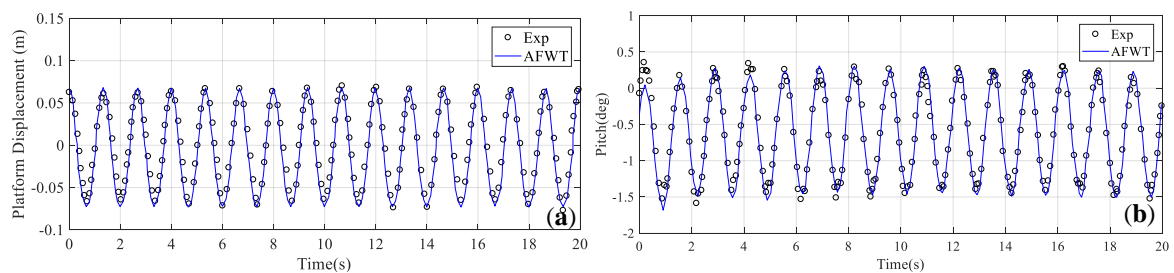 0.15
0.1
0.05
0
-0.05
-0.1
Platform Displacement (m)
Exp
AFWT
(a)
0 2 4 6 8 10 12 14 16 18 20
Time(s)
1
0.5
0
-0.5
-1
-1.5
-2
Pitch(deg)
Exp
AFWT
(b)
0 2 4 6 8 10 12 14 16 18 20
Time(s)